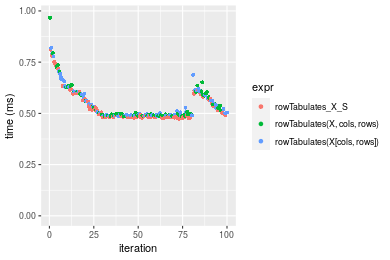 1.00
0.75
0.50
0.25
0.00
time (ms)
0
25
50
75
100
iteration
expr
rowTabulates_X_S
rowTabulates(X, cols, rows)
rowTabulates(X[cols, rows])